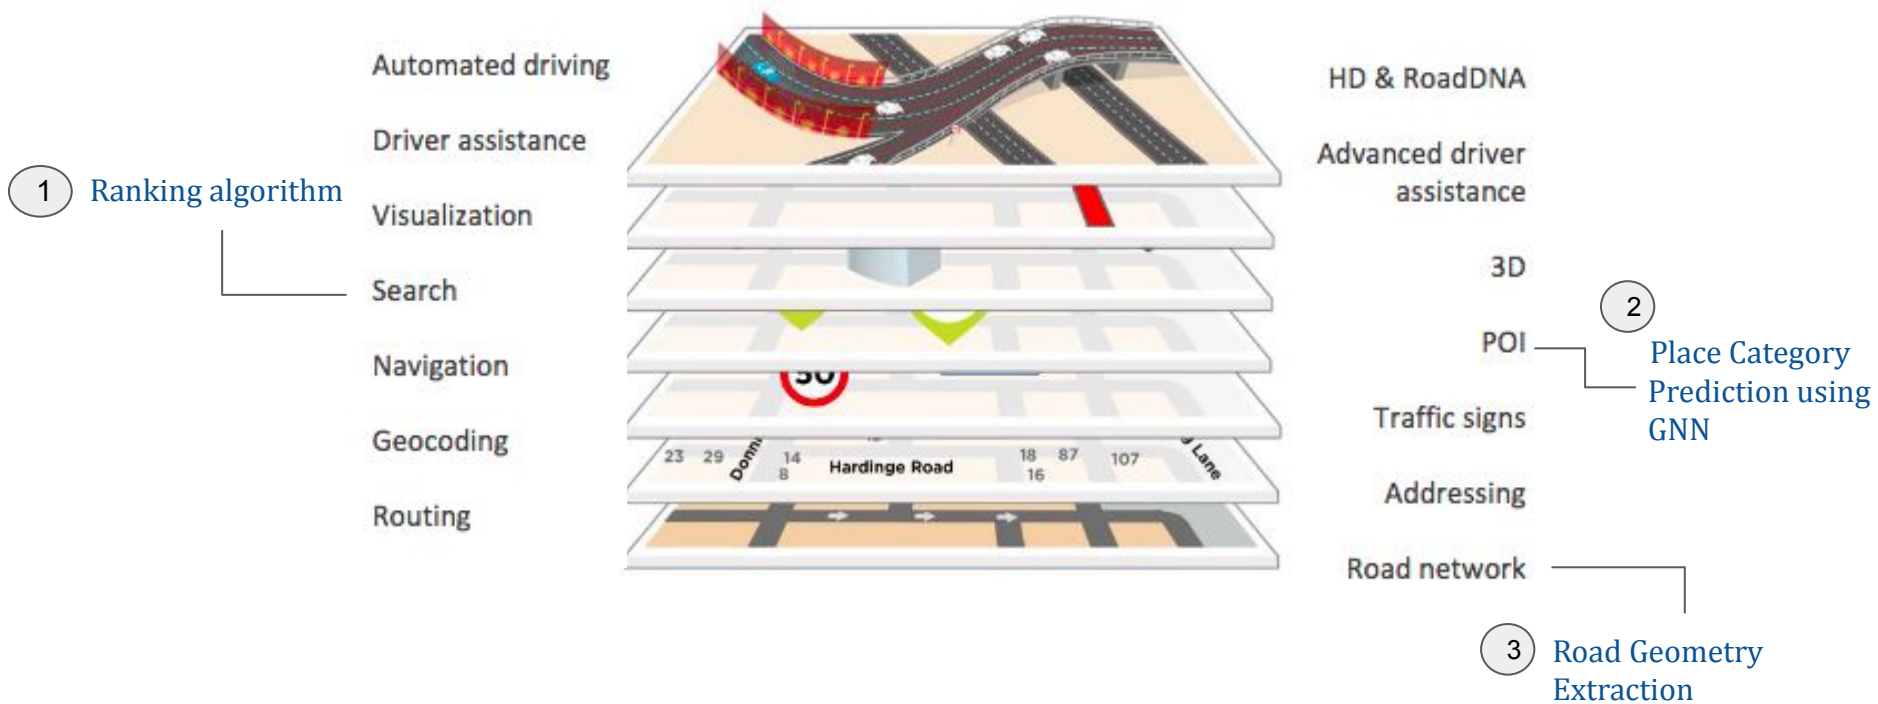 Automated driving
Driver assistance
1
Ranking algorithm
Visualization
Search
Navigation
Geocoding
Routing
HD & RoadDNA
Advanced driver
assistance
3D
2
POI
Place Category
Prediction using
GNN
Traffic signs
Addressing
Road network
3
Road Geometry
Extraction
50
23 29
14
8
Hardinge Road
18 87 107
16
Lane